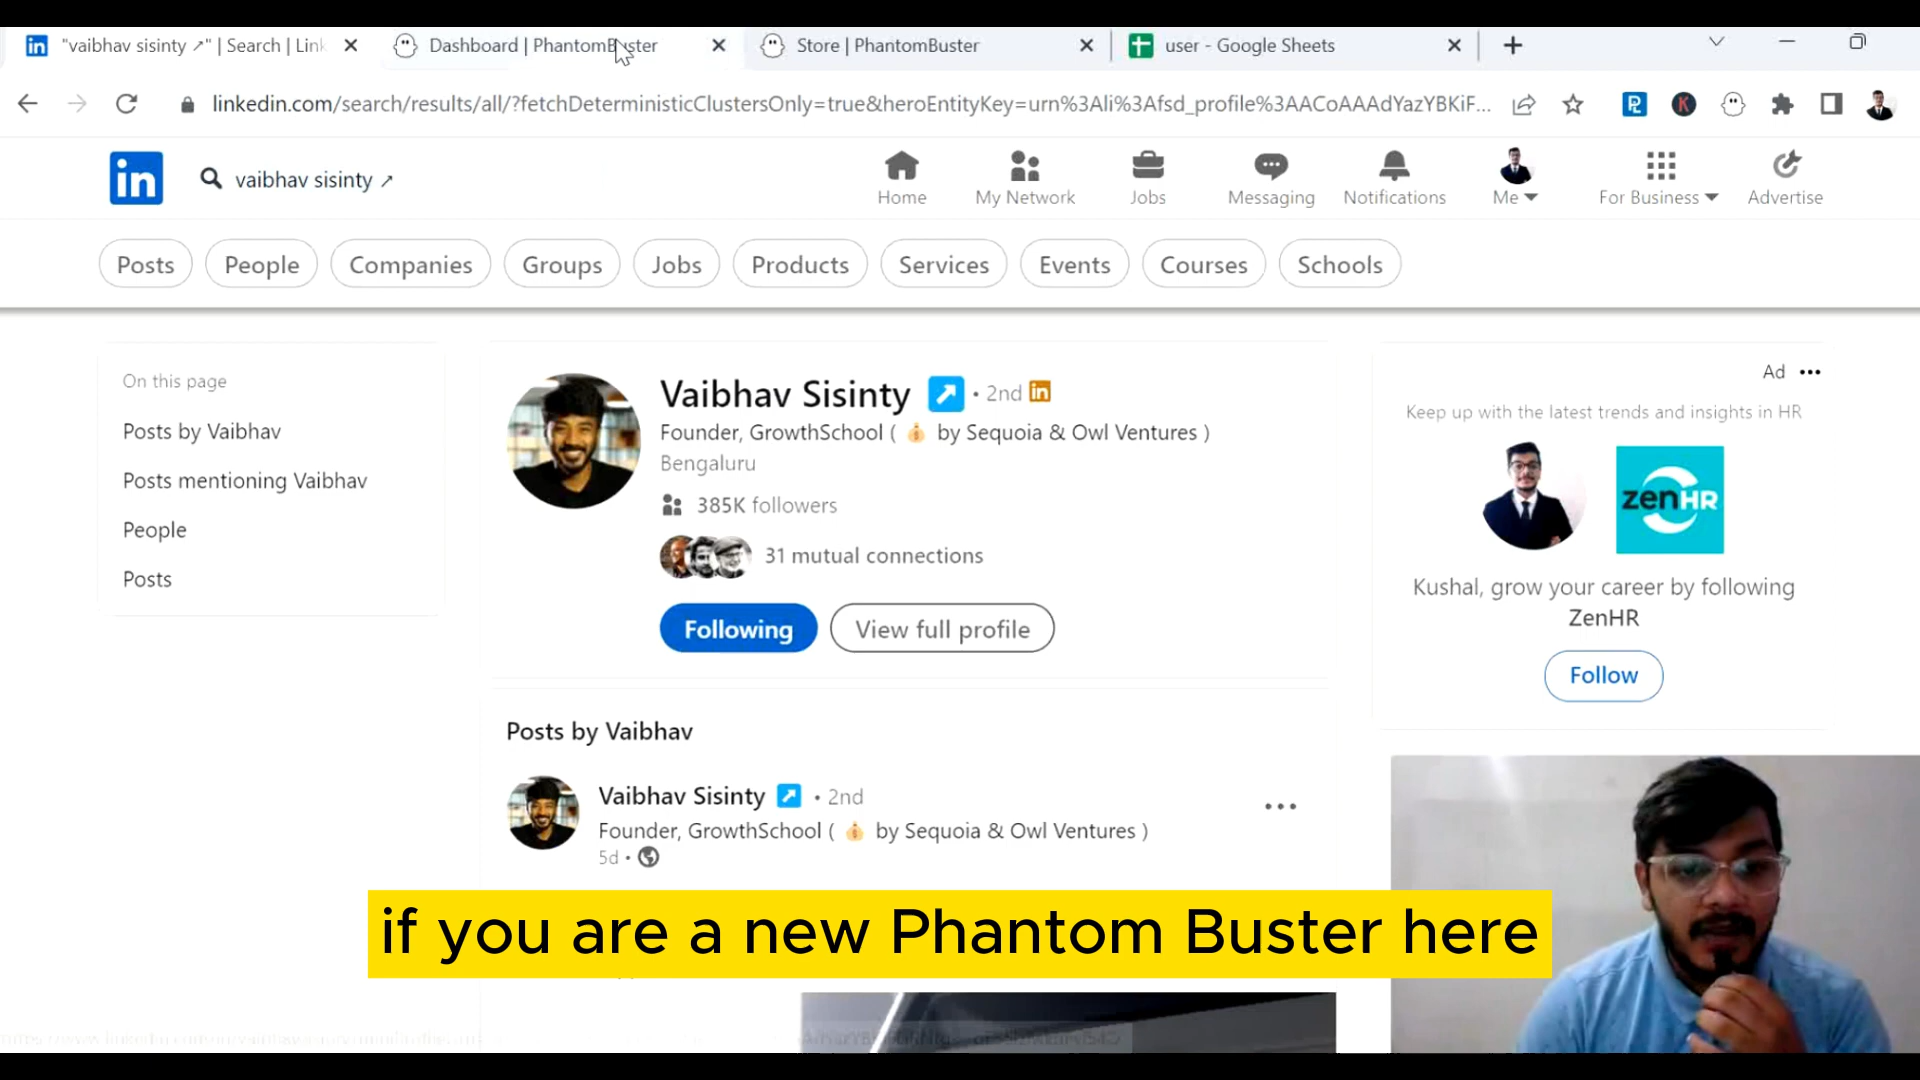 "vaibhav sisinty ↗" | Search | Link
Dashboard | PhantomBuster
Store | PhantomBuster
user - Google Sheets
linkedin.com/search/results/all/?fetchDeterministicClustersOnly=true&heroEntityKey=urn%3Ali%3Afsd_profile%3AACoAAAdYazYBKiF...
in
vaibhav sisinty ↗
Home
My Network
Jobs
Messaging
Notifications
Me
For Business
Advertise
Posts
People
Companies
Groups
Jobs
Products
Services
Events
Courses
Schools
On this page
Posts by Vaibhav
Posts mentioning Vaibhav
People
Posts
Vaibhav Sisinty ↗ • 2nd in
Founder, GrowthSchool ( 💰 by Sequoia & Owl Ventures )
Bengaluru
385K followers
31 mutual connections
Following
View full profile
Posts by Vaibhav
Vaibhav Sisinty ↗ • 2nd
Founder, GrowthSchool ( 💰 by Sequoia & Owl Ventures )
5d •
Ad •••
Keep up with the latest trends and insights in HR
zenHR
Kushal, grow your career by following
ZenHR
Follow
if you are a new Phantom Buster here